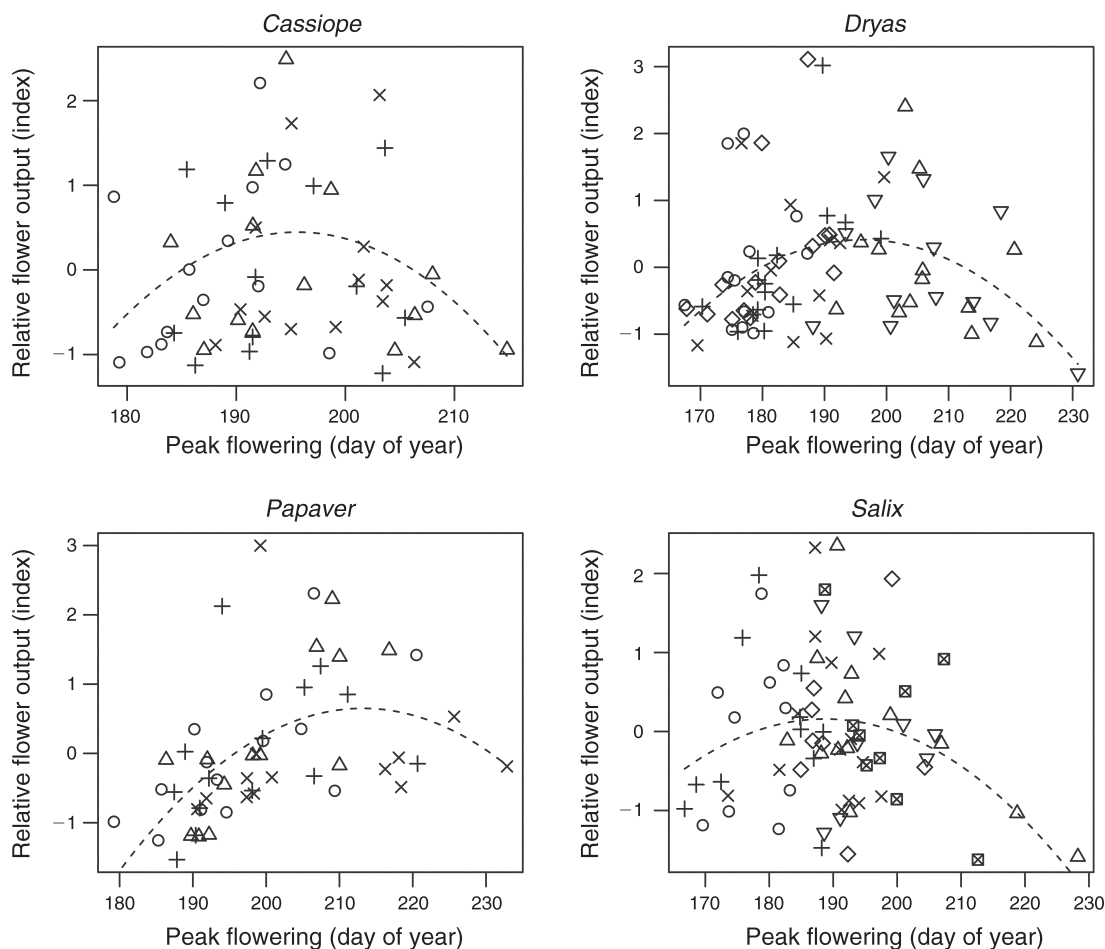 Cassiope
Relative flower output (index)
2
1
0
−1
180 190 200 210
Peak flowering (day of year)
Dryas
Relative flower output (index)
3
2
1
0
−1
170 180 190 200 210 220 230
Peak flowering (day of year)
Papaver
Relative flower output (index)
3
2
1
0
−1
180 190 200 210 220 230
Peak flowering (day of year)
Salix
Relative flower output (index)
2
1
0
−1
170 180 190 200 210 220 230
Peak flowering (day of year)